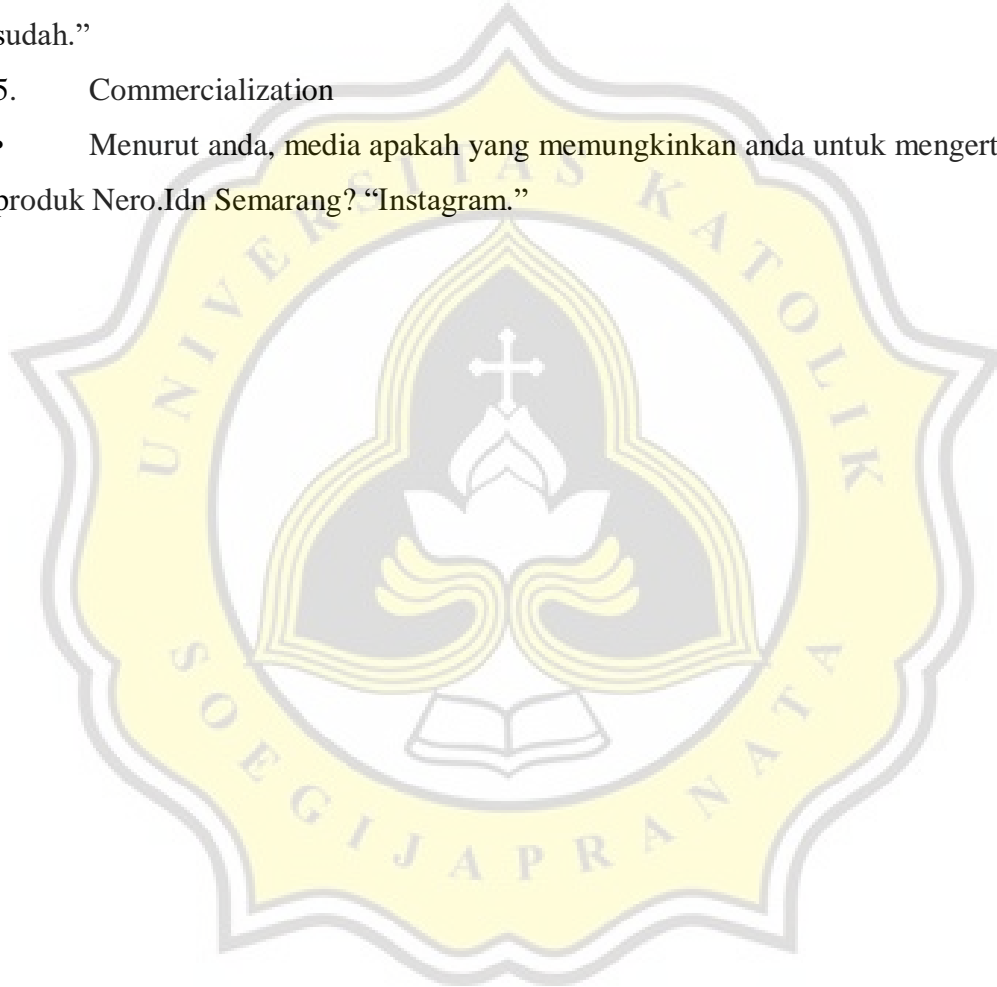 sudah.”
5. Commercialization
• Menurut anda, media apakah yang memungkinkan anda untuk mengert
produk Nero.Idn Semarang? “Instagram.”
UNIVERSITAS KATOLIK
SOEGIJAPRANATA